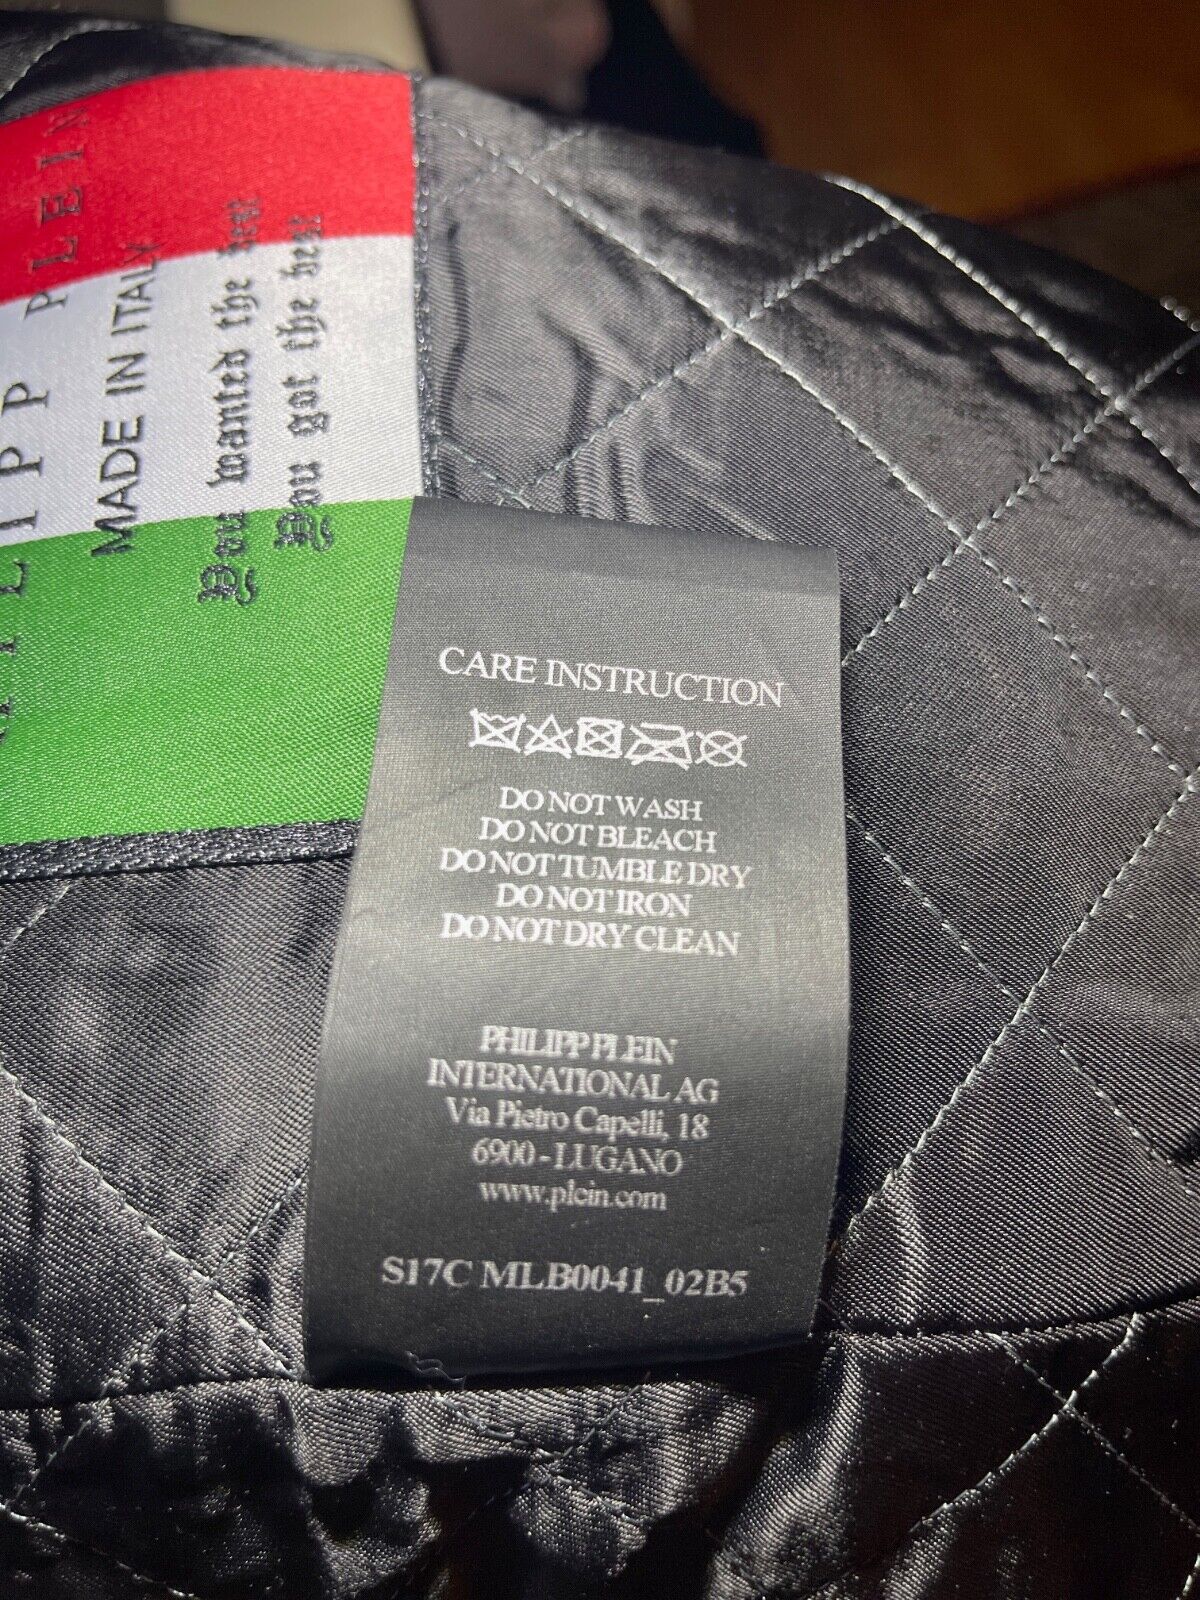 PHILIPP PLEIN
MADE IN ITALY
You wanted the best
You got the best
CARE INSTRUCTION
DO NOT WASH
DO NOT BLEACH
DO NOT TUMBLE DRY
DO NOT IRON
DO NOT DRY CLEAN
PHILIPP PLEIN
INTERNATIONAL AG
Via Pietro Capelli, 18
6900 - LUGANO
www.plein.com
S17C MLB0041_02B5